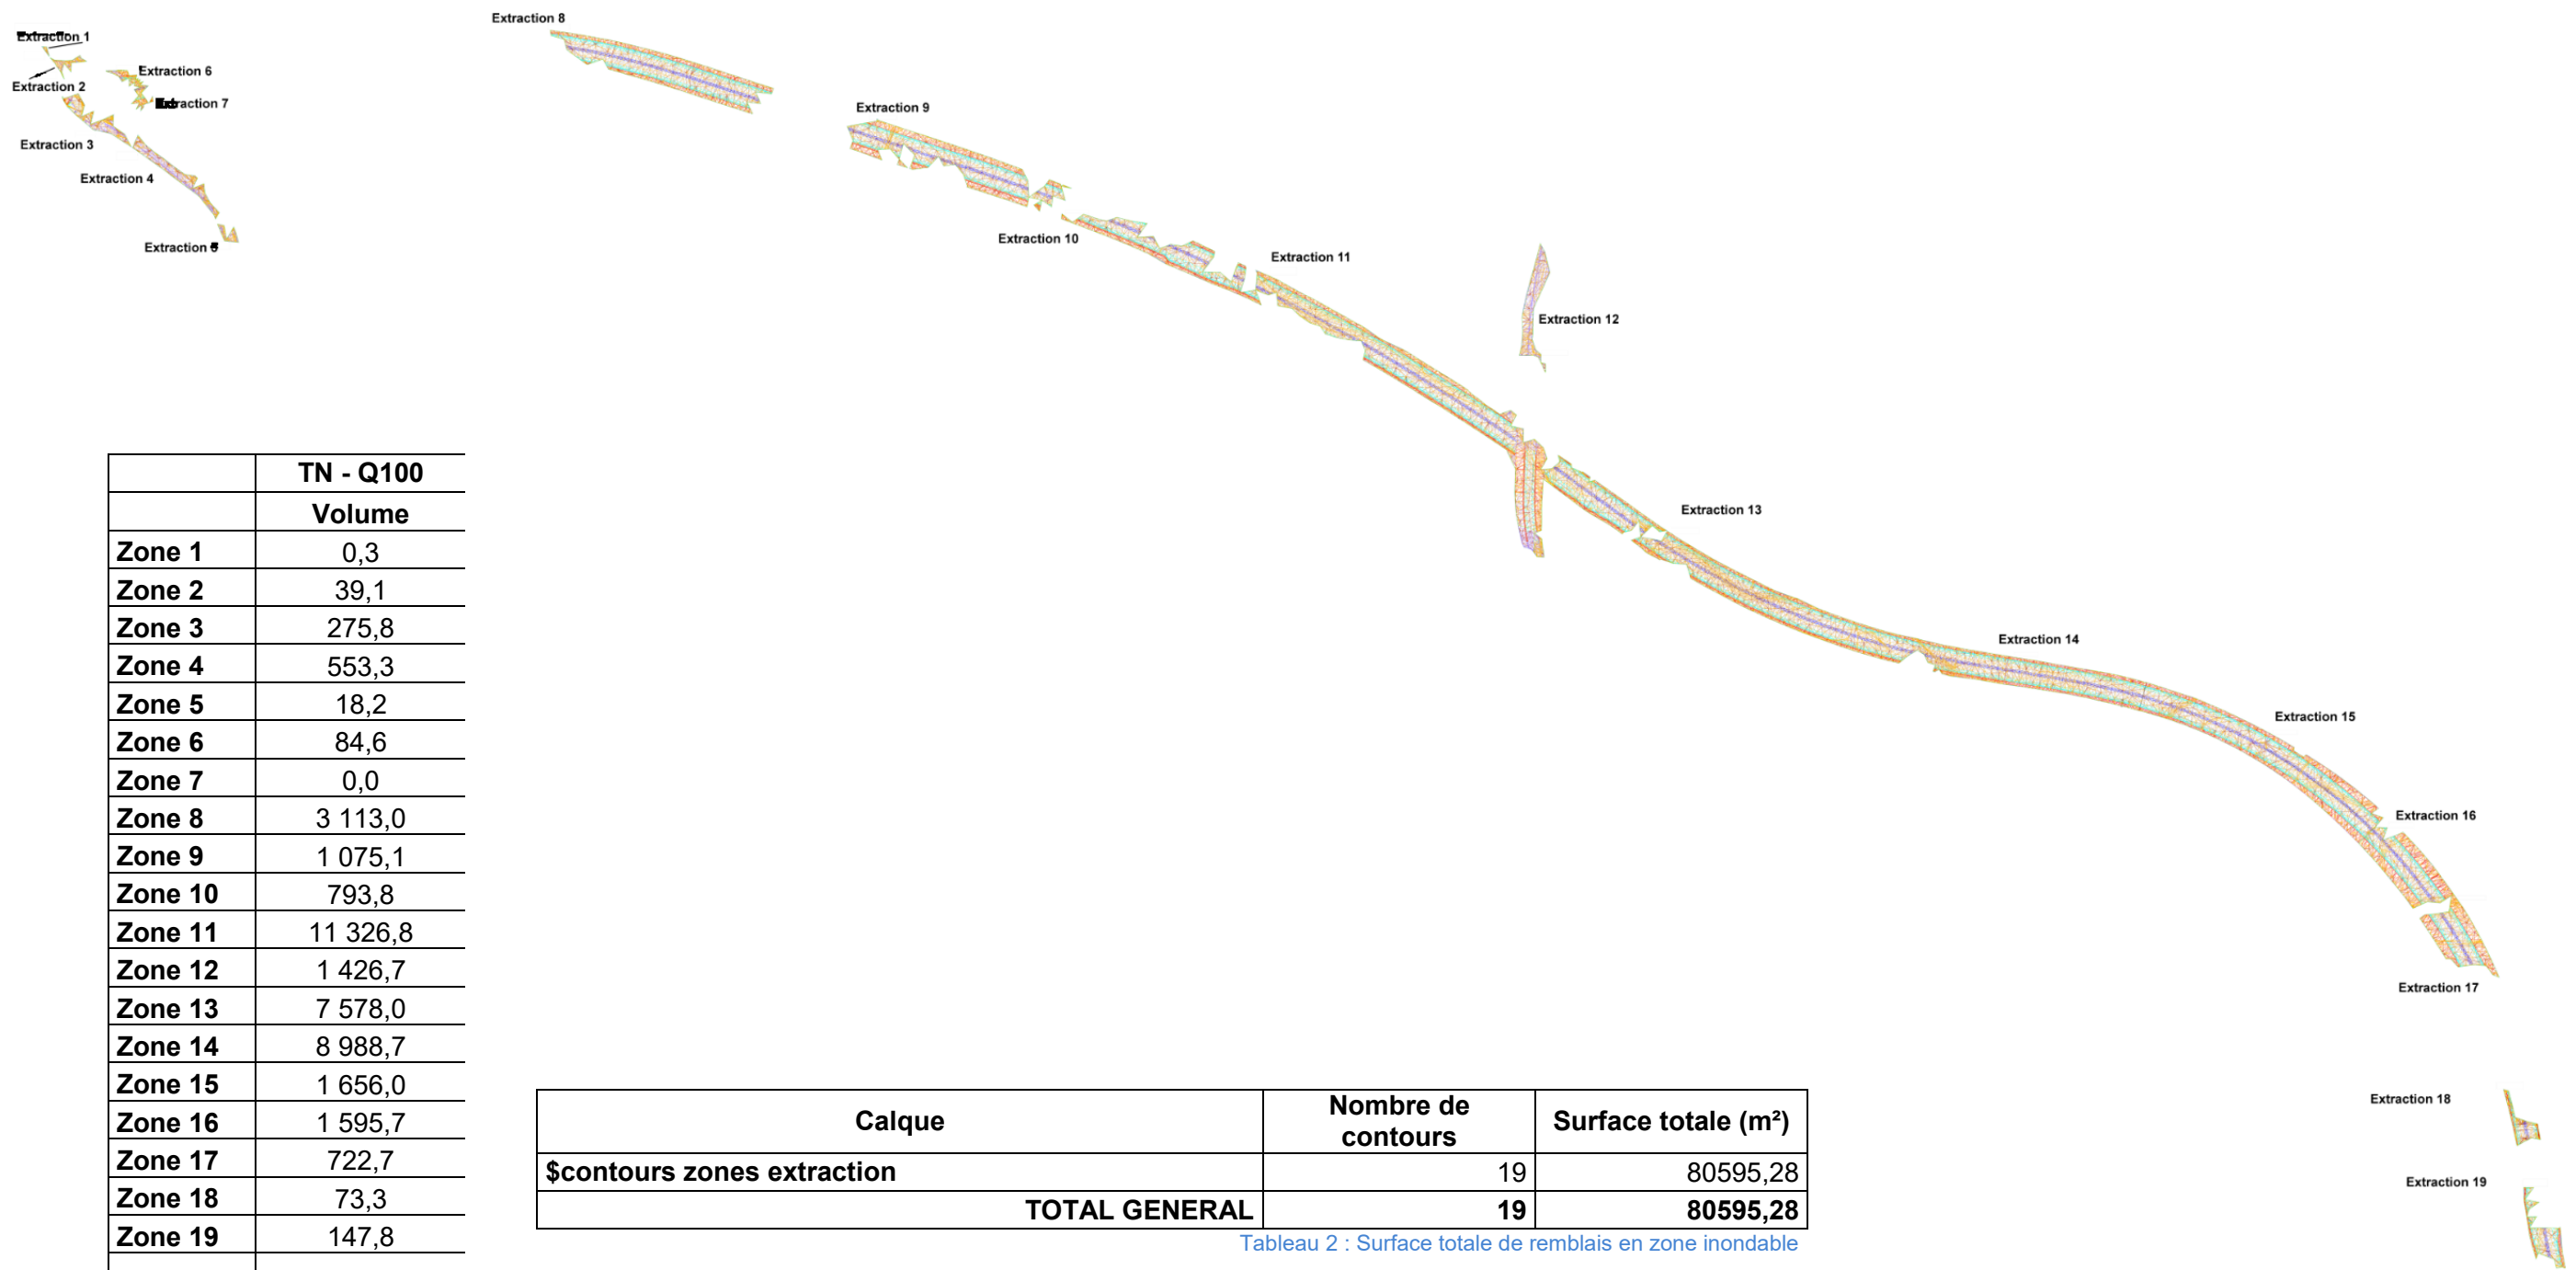 Extraction 8
Extraction 1
Extraction 6
Extraction 2
Extraction 7
Extraction 9
Extraction 3
Extraction 4
Extraction 5
Extraction 10
Extraction 11
Extraction 12
Extraction 13
Extraction 14
Extraction 15
Extraction 16
Extraction 17
Extraction 18
Extraction 19
TN - Q100
Volume
Zone 1 0,3
Zone 2 39,1
Zone 3 275,8
Zone 4 553,3
Zone 5 18,2
Zone 6 84,6
Zone 7 0,0
Zone 8 3 113,0
Zone 9 1 075,1
Zone 10 793,8
Zone 11 11 326,8
Zone 12 1 426,7
Zone 13 7 578,0
Zone 14 8 988,7
Zone 15 1 656,0
Zone 16 1 595,7
Zone 17 722,7
Zone 18 73,3
Zone 19 147,8
Calque Nombre de contours Surface totale (m²)
$contours zones extraction 19 80595,28
TOTAL GENERAL 19 80595,28
Tableau 2 : Surface totale de remblais en zone inondable